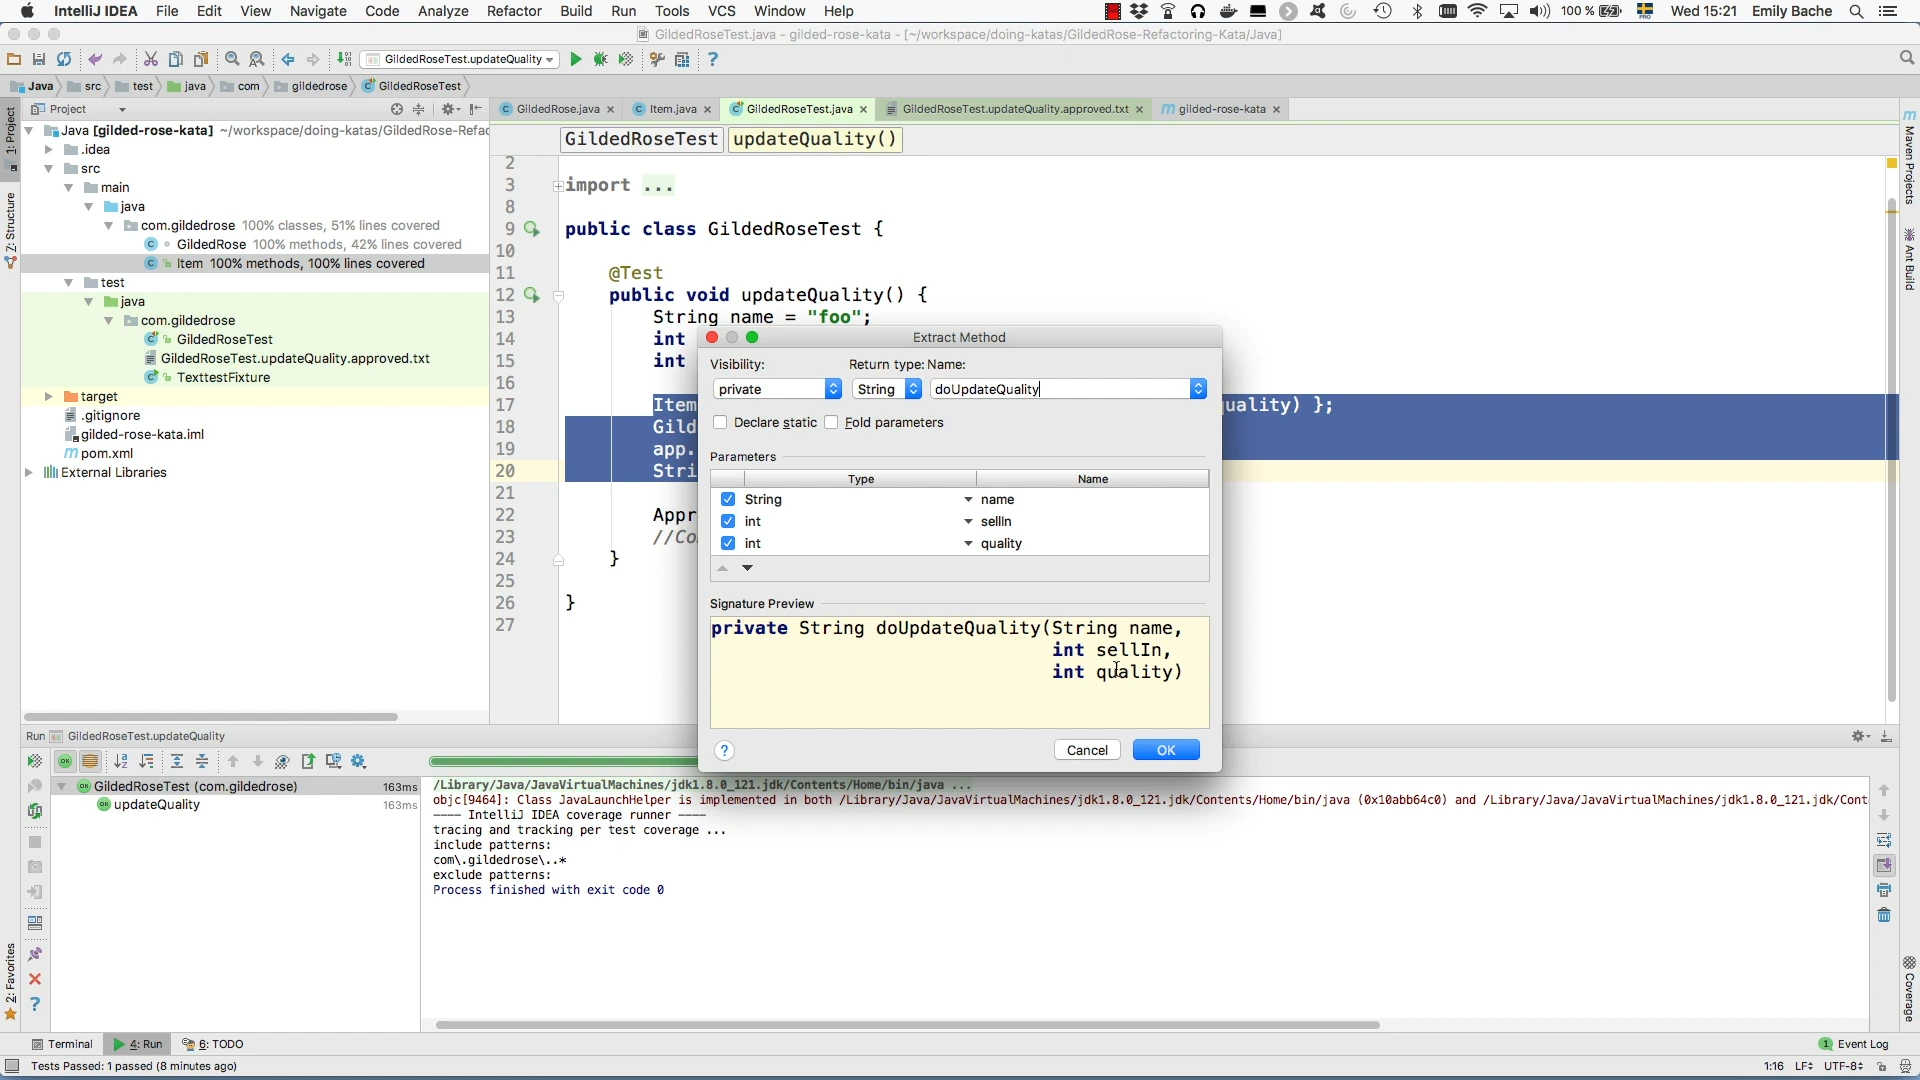 IntelliJ IDEA File Edit View Navigate Code Analyze Refactor Build Run Tools VCS Window Help 100% Wed 15:21 Emily Bache
GildedRoseTest.java - gilded-rose-kata - [~/workspace/doing-katas/GildedRose-Refactoring-Kata/Java]
GildedRoseTest.updateQuality
Java src test java com gildedrose GildedRoseTest
Project
GildedRose.java Item.java GildedRoseTest.java GildedRoseTest.updateQuality.approved.txt gilded-rose-kata
1: Project
Z: Structure
2: Favorites
Maven Projects
Ant Build
Coverage
Java [gilded-rose-kata] ~/workspace/doing-katas/GildedRose-Refac
.idea
src
main
java
com.gildedrose 100% classes, 51% lines covered
GildedRose 100% methods, 42% lines covered
Item 100% methods, 100% lines covered
test
java
com.gildedrose
GildedRoseTest
GildedRoseTest.updateQuality.approved.txt
TexttestFixture
target
.gitignore
gilded-rose-kata.iml
pom.xml
External Libraries
GildedRoseTest updateQuality()
2
3 import ...
8
9 public class GildedRoseTest {
10
11 @Test
12 public void updateQuality() {
13 String name = "foo";
14 int
15 int
16
17 Item uality) };
18 Gild
19 app.
20 Stri
21
22 Appr
23 //Co
24 }
25
26 }
27
Extract Method
Visibility: Return type: Name:
private String doUpdateQuality
Declare static Fold parameters
Parameters
Type Name
String name
int sellIn
int quality
Signature Preview
private String doUpdateQuality(String name,
int sellIn,
int quality)
? Cancel OK
Run GildedRoseTest.updateQuality
GildedRoseTest (com.gildedrose) 163ms
updateQuality 163ms
/Library/Java/JavaVirtualMachines/jdk1.8.0_121.jdk/Contents/Home/bin/java ...
objc[9464]: Class JavaLaunchHelper is implemented in both /Library/Java/JavaVirtualMachines/jdk1.8.0_121.jdk/Contents/Home/bin/java (0x10abb64c0) and /Library/Java/JavaVirtualMachines/jdk1.8.0_121.jdk/Cont
---- IntelliJ IDEA coverage runner ----
tracing and tracking per test coverage ...
include patterns:
com\.gildedrose\..*
exclude patterns:
Process finished with exit code 0
Terminal 4: Run 6: TODO 1 Event Log
Tests Passed: 1 passed (8 minutes ago) 1:16 LF UTF-8